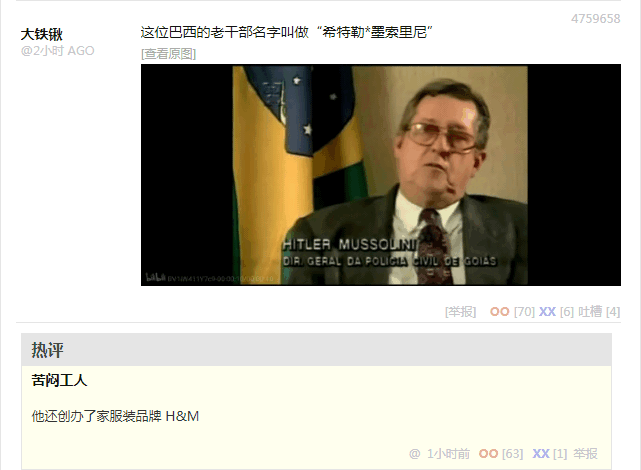 4759658
大铁锹
@2小时 AGO
这位巴西的老干部名字叫做“希特勒*墨索里尼”
[查看原图]
HITLER MUSSOLINI
DIR. GERAL DA POLÍCIA CIVIL DE GOIÁS
bilibili
[举报] OO [70] XX [6] 吐槽 [4]
热评
苦闷工人
他还创办了家服装品牌 H&M
@ 1小时前 OO [63] XX [1] 举报